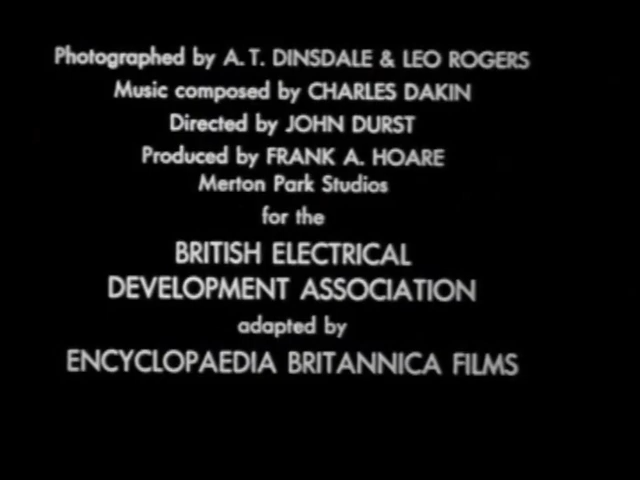 Photographed by A. T. DINSDALE & LEO ROGERS
Music composed by CHARLES DAKIN
Directed by JOHN DURST
Produced by FRANK A. HOARE
Merton Park Studios
for the
BRITISH ELECTRICAL
DEVELOPMENT ASSOCIATION
adapted by
ENCYCLOPAEDIA BRITANNICA FILMS